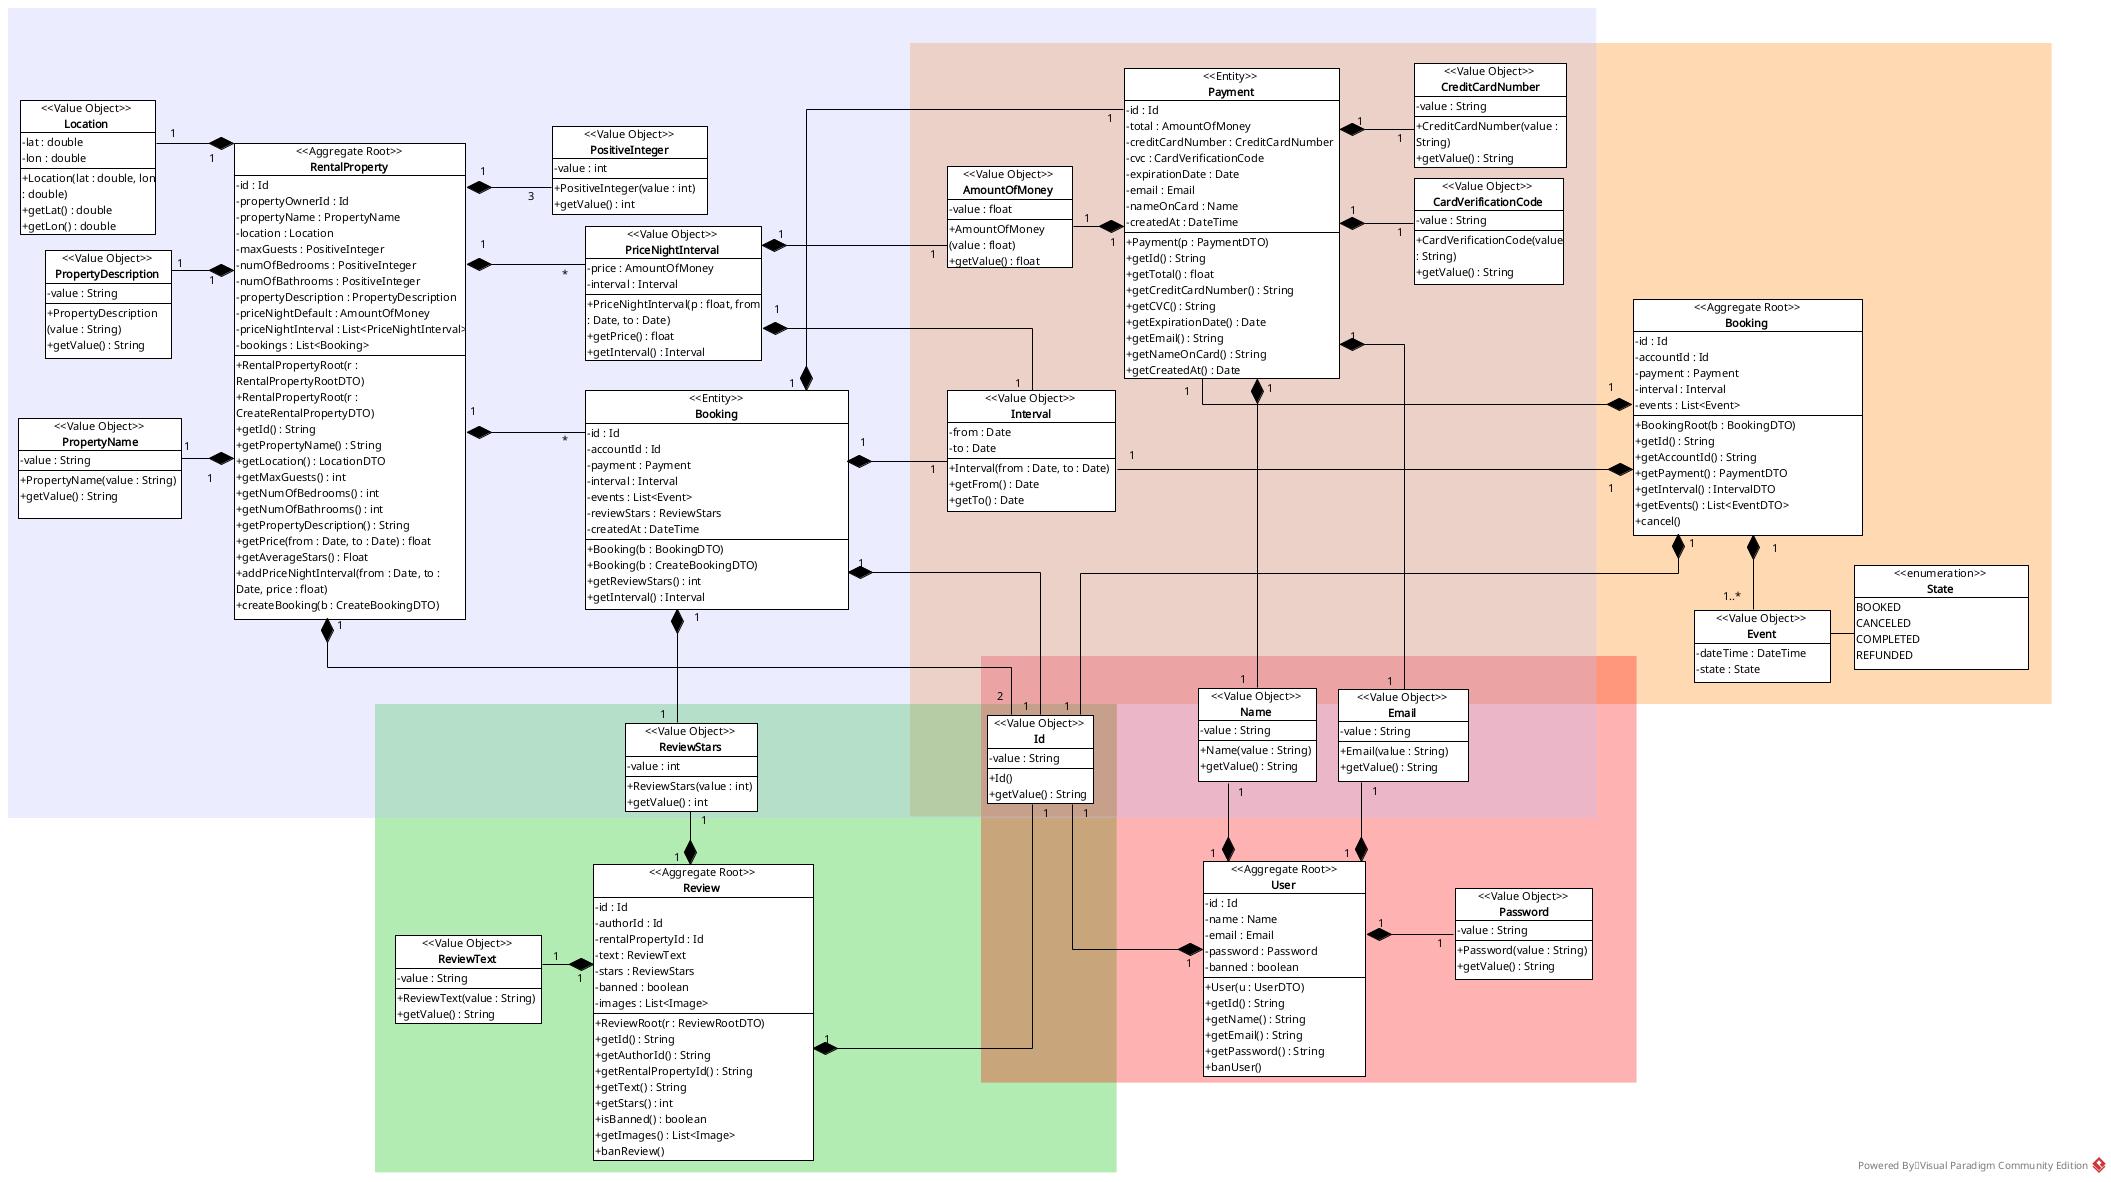 <<Value Object>>
Location
-lat : double
-lon : double
+Location(lat : double, lon
: double)
+getLat() : double
+getLon() : double
1
1
<<Value Object>>
PropertyDescription
-value : String
+PropertyDescription
(value : String)
+getValue() : String
1
1
<<Value Object>>
PropertyName
-value : String
+PropertyName(value : String)
+getValue() : String
1
1
<<Aggregate Root>>
RentalProperty
-id : Id
-propertyOwnerId : Id
-propertyName : PropertyName
-location : Location
-maxGuests : PositiveInteger
-numOfBedrooms : PositiveInteger
-numOfBathrooms : PositiveInteger
-propertyDescription : PropertyDescription
-priceNightDefault : AmountOfMoney
-priceNightInterval : List<PriceNightInterval>
-bookings : List<Booking>
+RentalPropertyRoot(r :
RentalPropertyRootDTO)
+RentalPropertyRoot(r :
CreateRentalPropertyDTO)
+getId() : String
+getPropertyName() : String
+getLocation() : LocationDTO
+getMaxGuests() : int
+getNumOfBedrooms() : int
+getNumOfBathrooms() : int
+getPropertyDescription() : String
+getPrice(from : Date, to : Date) : float
+getAverageStars() : Float
+addPriceNightInterval(from : Date, to :
Date, price : float)
+createBooking(b : CreateBookingDTO)
1
3
1
*
1
*
1
2
<<Value Object>>
PositiveInteger
-value : int
+PositiveInteger(value : int)
+getValue() : int
<<Value Object>>
PriceNightInterval
-price : AmountOfMoney
-interval : Interval
+PriceNightInterval(p : float, from
: Date, to : Date)
+getPrice() : float
+getInterval() : Interval
1
1
1
1
<<Entity>>
Booking
-id : Id
-accountId : Id
-payment : Payment
-interval : Interval
-events : List<Event>
-reviewStars : ReviewStars
-createdAt : DateTime
+Booking(b : BookingDTO)
+Booking(b : CreateBookingDTO)
+getReviewStars() : int
+getInterval() : Interval
1
1
1
1
1
1
1
1
<<Value Object>>
AmountOfMoney
-value : float
+AmountOfMoney
(value : float)
+getValue() : float
1
1
<<Value Object>>
Interval
-from : Date
-to : Date
+Interval(from : Date, to : Date)
+getFrom() : Date
+getTo() : Date
1
1
<<Entity>>
Payment
-id : Id
-total : AmountOfMoney
-creditCardNumber : CreditCardNumber
-cvc : CardVerificationCode
-expirationDate : Date
-email : Email
-nameOnCard : Name
-createdAt : DateTime
+Payment(p : PaymentDTO)
+getId() : String
+getTotal() : float
+getCreditCardNumber() : String
+getCVC() : String
+getExpirationDate() : Date
+getEmail() : String
+getNameOnCard() : String
+getCreatedAt() : Date
1
1
1
1
1
1
1
1
1
1
<<Value Object>>
CreditCardNumber
-value : String
+CreditCardNumber(value :
String)
+getValue() : String
<<Value Object>>
CardVerificationCode
-value : String
+CardVerificationCode(value
: String)
+getValue() : String
<<Aggregate Root>>
Booking
-id : Id
-accountId : Id
-payment : Payment
-interval : Interval
-events : List<Event>
+BookingRoot(b : BookingDTO)
+getId() : String
+getAccountId() : String
+getPayment() : PaymentDTO
+getInterval() : IntervalDTO
+getEvents() : List<EventDTO>
+cancel()
1
1
1
1..*
<<Value Object>>
Event
-dateTime : DateTime
-state : State
<<enumeration>>
State
BOOKED
CANCELED
COMPLETED
REFUNDED
<<Value Object>>
ReviewStars
-value : int
+ReviewStars(value : int)
+getValue() : int
1
1
<<Value Object>>
Id
-value : String
+Id()
+getValue() : String
1
1
<<Value Object>>
Name
-value : String
+Name(value : String)
+getValue() : String
1
1
<<Value Object>>
Email
-value : String
+Email(value : String)
+getValue() : String
1
1
<<Aggregate Root>>
Review
-id : Id
-authorId : Id
-rentalPropertyId : Id
-text : ReviewText
-stars : ReviewStars
-banned : boolean
-images : List<Image>
+ReviewRoot(r : ReviewRootDTO)
+getId() : String
+getAuthorId() : String
+getRentalPropertyId() : String
+getText() : String
+getStars() : int
+isBanned() : boolean
+getImages() : List<Image>
+banReview()
1
<<Value Object>>
ReviewText
-value : String
+ReviewText(value : String)
+getValue() : String
1
1
<<Aggregate Root>>
User
-id : Id
-name : Name
-email : Email
-password : Password
-banned : boolean
+User(u : UserDTO)
+getId() : String
+getName() : String
+getEmail() : String
+getPassword() : String
+banUser()
1
1
1
<<Value Object>>
Password
-value : String
+Password(value : String)
+getValue() : String
Powered By Visual Paradigm Community Edition